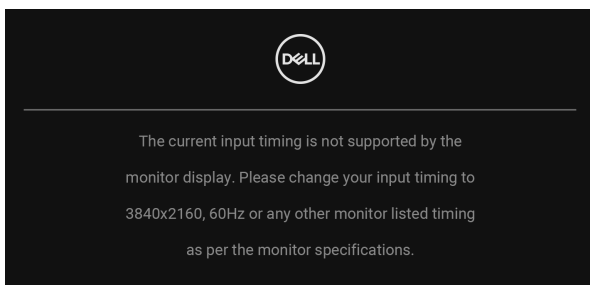 DELL
The current input timing is not supported by the
monitor display. Please change your input timing to
3840x2160, 60Hz or any other monitor listed timing
as per the monitor specifications.